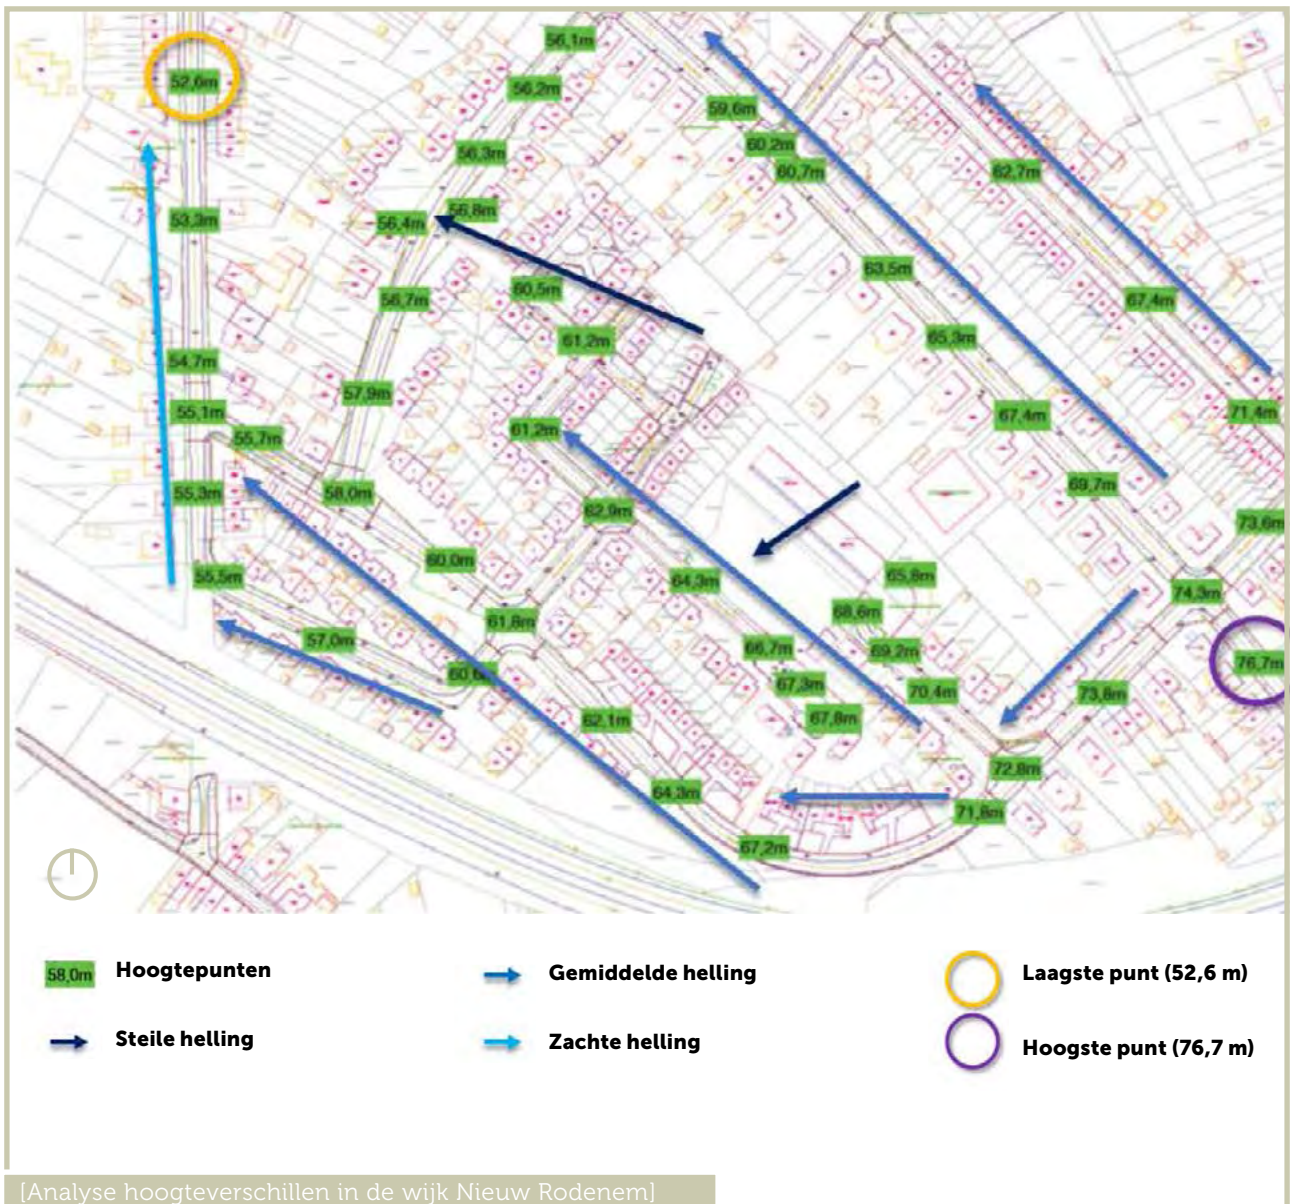 56,1m
52,6m
56,2m
59,6m
60,2m
56,3m
60,7m
62,7m
56,8m
53,3m
56,4m
63,5m
60,5m
56,7m
67,4m
65,3m
61,2m
54,7m
57,9m
55,1m
71,4m
67,4m
61,2m
55,7m
69,7m
55,3m
58,0m
62,9m
73,6m
60,0m
65,8m
55,5m
64,3m
74,3m
68,6m
61,8m
57,0m
66,7m
69,2m
76,7m
67,3m
70,4m
73,8m
62,1m
67,8m
72,8m
64,3m
71,8m
67,2m
58,0m Hoogtepunten
Gemiddelde helling
Laagste punt (52,6 m)
Steile helling
Zachte helling
Hoogste punt (76,7 m)
[Analyse hoogteverschillen in de wijk Nieuw Rodenem]